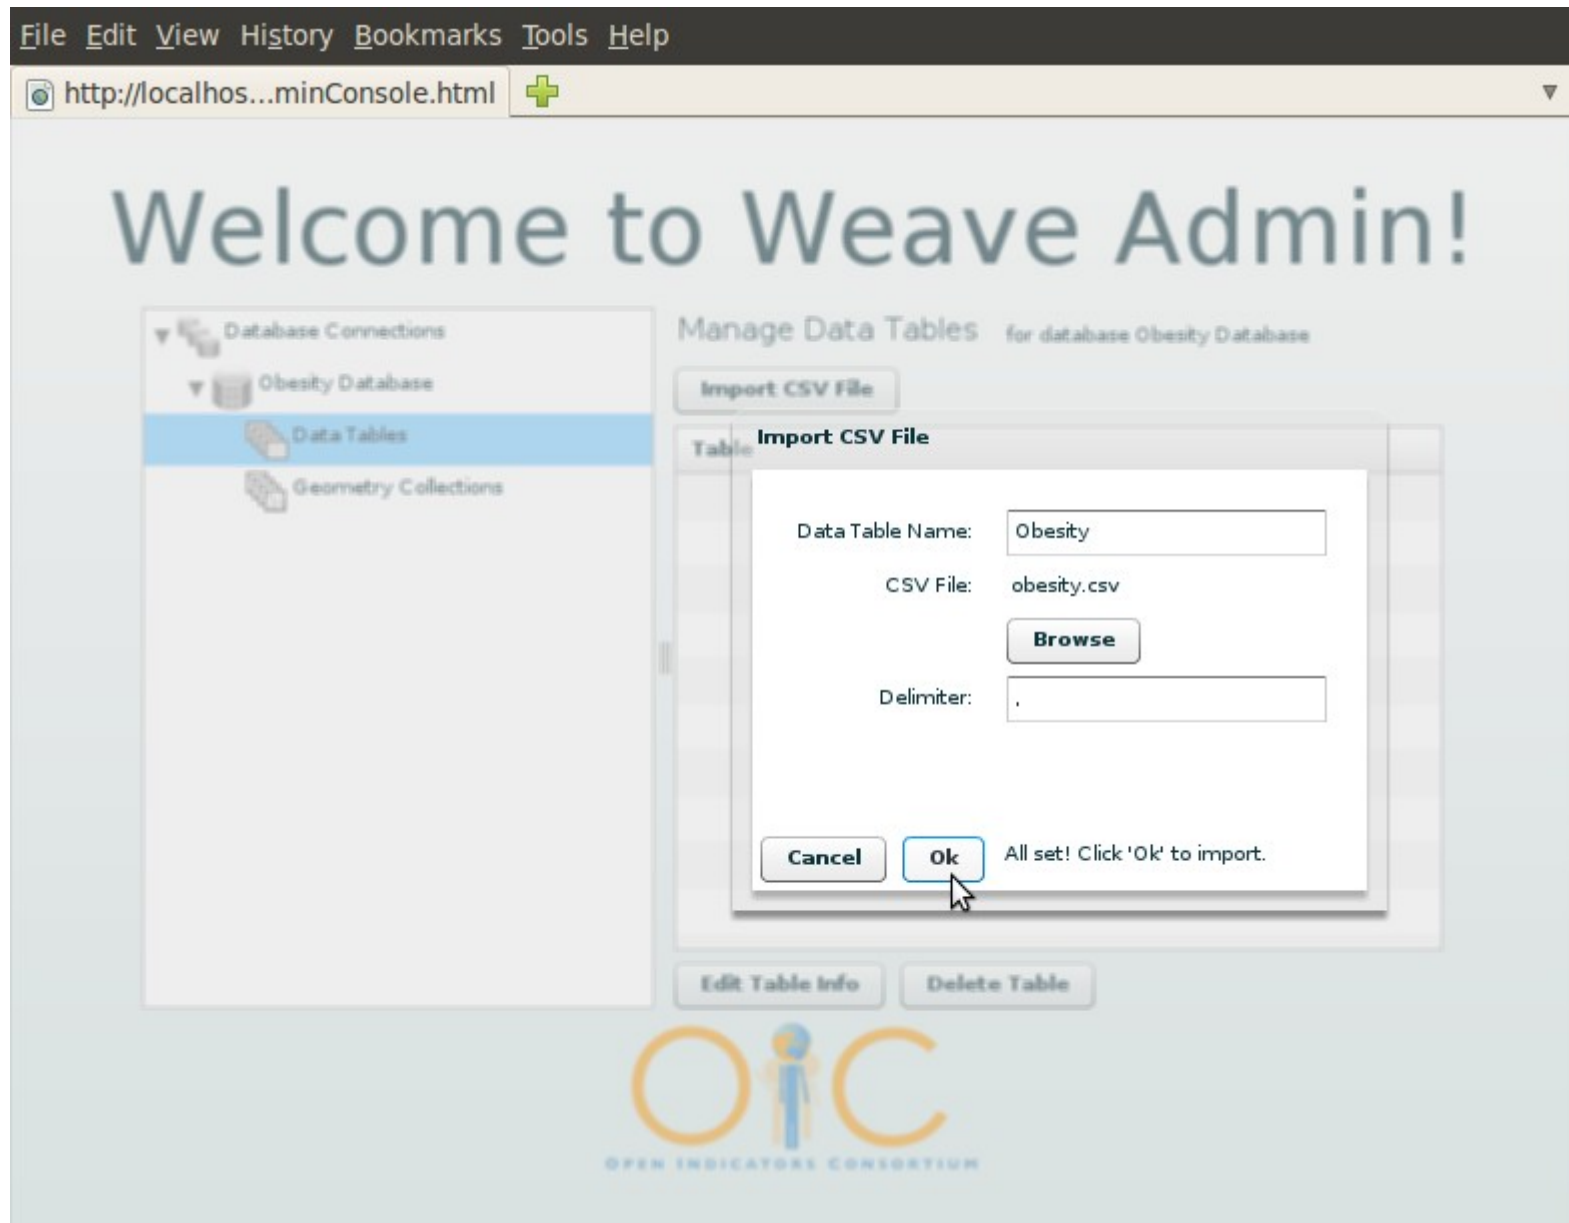 File Edit View History Bookmarks Tools Help
http://localhos...minConsole.html
Welcome to Weave Admin!
Database Connections
Obesity Database
Data Tables
Geometry Collections
Manage Data Tables for database Obesity Database
Import CSV File
Table
Import CSV File
Data Table Name: Obesity
CSV File: obesity.csv
Browse
Delimiter: ,
Cancel Ok All set! Click 'Ok' to import.
Edit Table Info Delete Table
OiC
OPEN INDICATORS CONSORTIUM